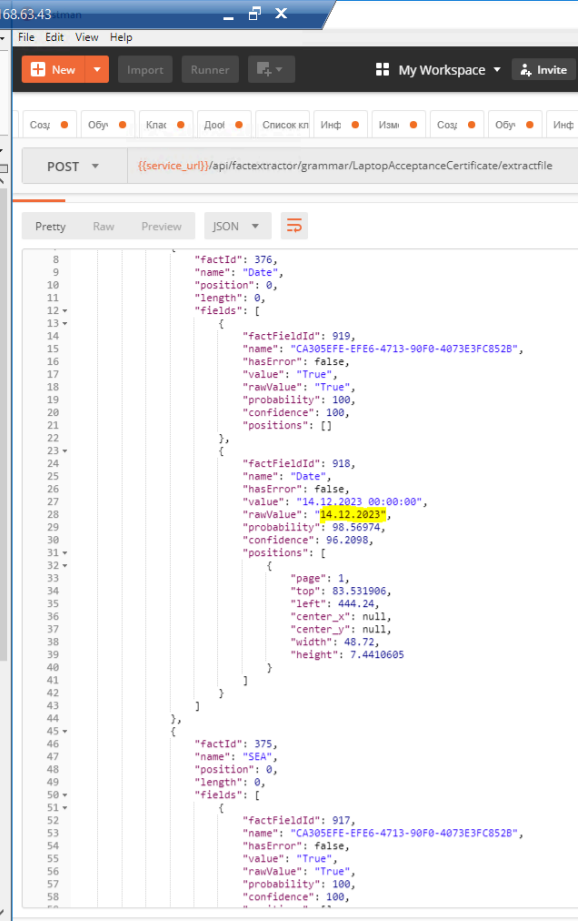 168.63.43
File Edit View Help
New Import Runner My Workspace Invite
Созд Обуч Клас Доба Список кл Инф Изме Созд Обуч Инф
POST {{service_url}}/api/factextractor/grammar/LaptopAcceptanceCertificate/extractfile
Pretty Raw Preview JSON
8 "factId": 376,
9 "name": "Date",
10 "position": 0,
11 "length": 0,
12 "fields": [
13 {
14 "factFieldId": 919,
15 "name": "CA305EFE-EFE6-4713-90F0-4073E3FC852B",
16 "hasError": false,
17 "value": "True",
18 "rawValue": "True",
19 "probability": 100,
20 "confidence": 100,
21 "positions": []
22 },
23 {
24 "factFieldId": 918,
25 "name": "Date",
26 "hasError": false,
27 "value": "14.12.2023 00:00:00",
28 "rawValue": "14.12.2023",
29 "probability": 98.56974,
30 "confidence": 96.2098,
31 "positions": [
32 {
33 "page": 1,
34 "top": 83.531906,
35 "left": 444.24,
36 "center_x": null,
37 "center_y": null,
38 "width": 48.72,
39 "height": 7.4410605
40 }
41 ]
42 }
43 ]
44 },
45 {
46 "factId": 375,
47 "name": "SEA",
48 "position": 0,
49 "length": 0,
50 "fields": [
51 {
52 "factFieldId": 917,
53 "name": "CA305EFE-EFE6-4713-90F0-4073E3FC852B",
54 "hasError": false,
55 "value": "True",
56 "rawValue": "True",
57 "probability": 100,
58 "confidence": 100,